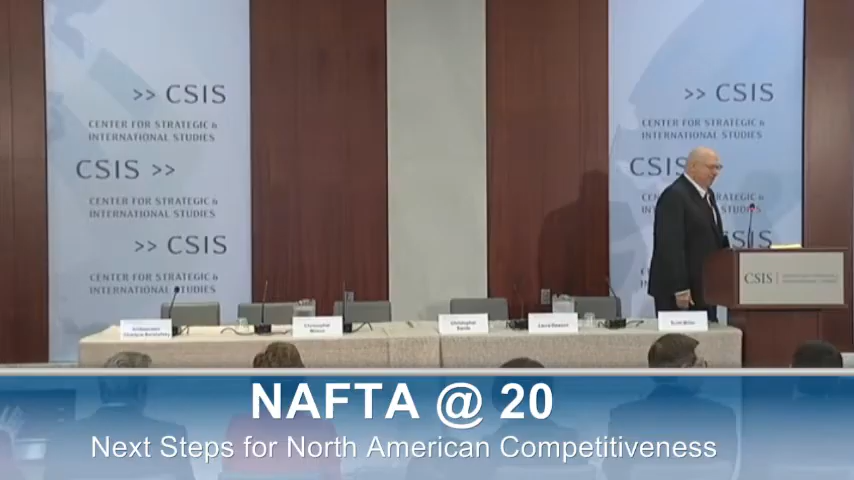 >> CSIS
CENTER FOR STRATEGIC &
INTERNATIONAL STUDIES
CSIS >>
CENTER FOR STRATEGIC &
INTERNATIONAL STUDIES
>> CSIS
CENTER FOR STRATEGIC &
INTERNATIONAL STUDIES
>> CSIS
CENTER FOR STRATEGIC &
INTERNATIONAL STUDIES
CSIS
CSIS
CSIS
Christopher
Wilson
Christopher
Sands
Laura Dawson
Scott Miller
NAFTA @ 20
Next Steps for North American Competitiveness